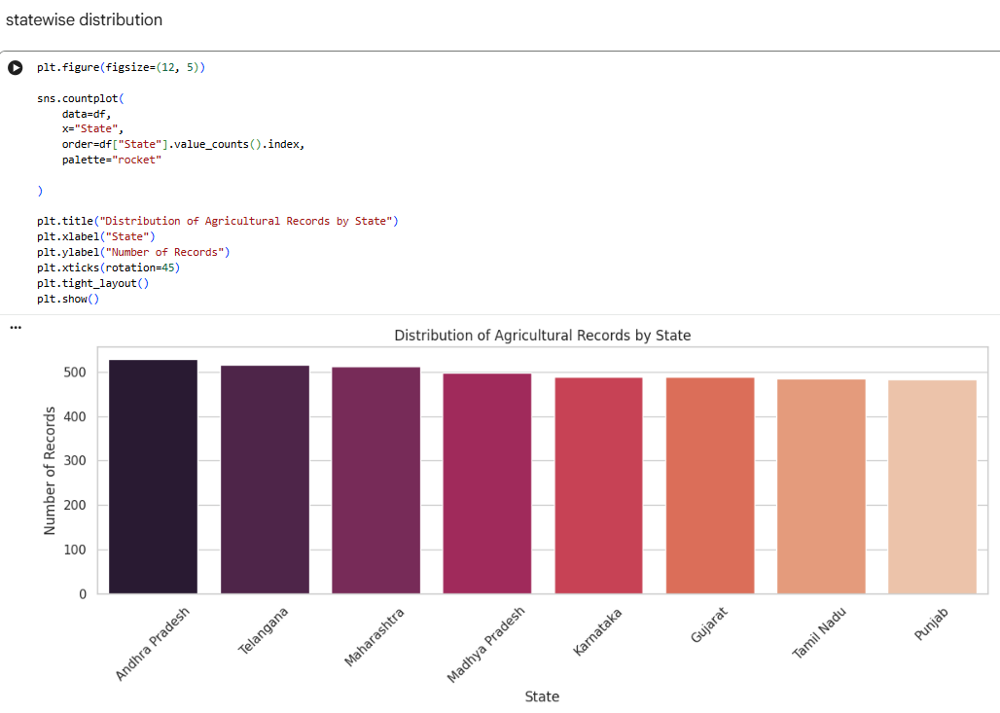 statewise distribution
plt.figure(figsize=(12, 5))
sns.countplot(
data=df,
x="State",
order=df["State"].value_counts().index,
palette="rocket"
)
plt.title("Distribution of Agricultural Records by State")
plt.xlabel("State")
plt.ylabel("Number of Records")
plt.xticks(rotation=45)
plt.tight_layout()
plt.show()
...
Distribution of Agricultural Records by State
Number of Records
500
400
300
200
100
0
Andhra Pradesh
Telangana
Maharashtra
Madhya Pradesh
Karnataka
Gujarat
Tamil Nadu
Punjab
State